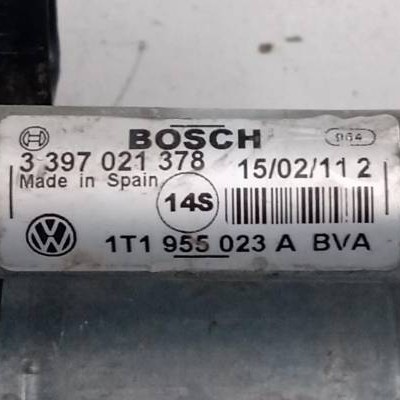 BOSCH 964
3 397 021 378 15/02/11 2
Made in Spain 14S
1T1 955 023 A BVA